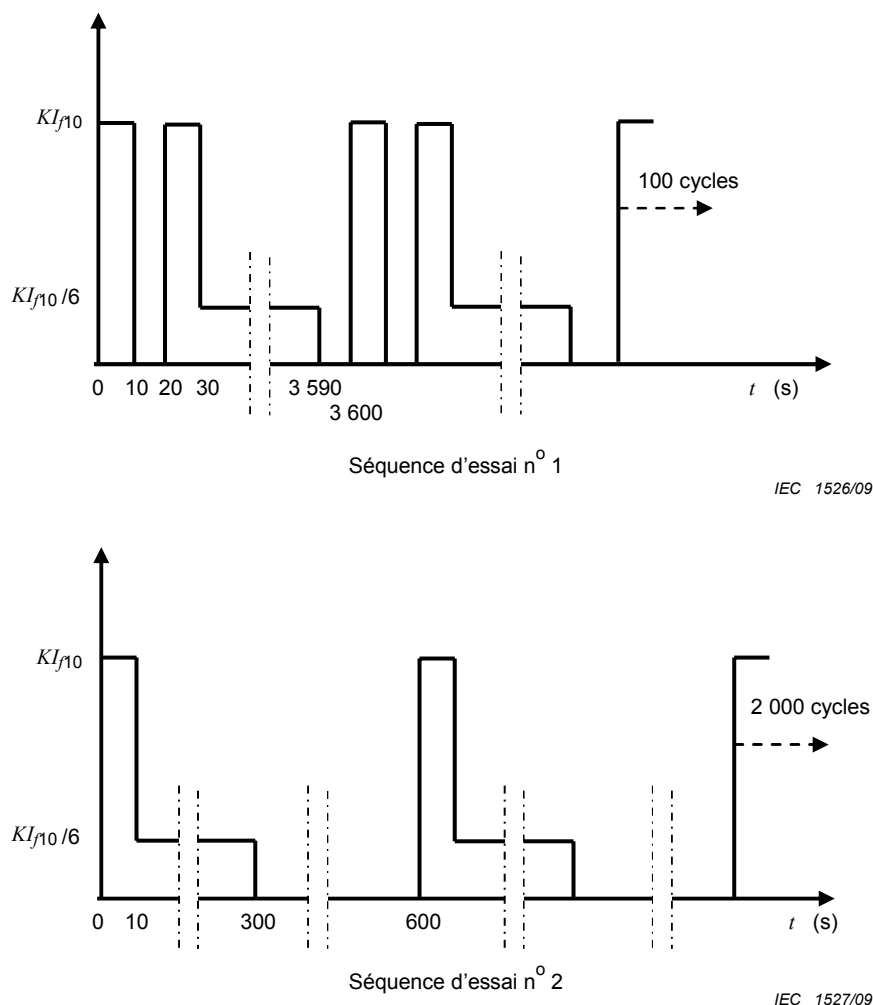 KIf10
100 cycles
KIf10 /6
0 10 20 30 3 590 t (s)
3 600
Séquence d'essai no 1
IEC 1526/09
KIf10
2 000 cycles
KIf10 /6
0 10 300 600 t (s)
Séquence d'essai no 2
IEC 1527/09